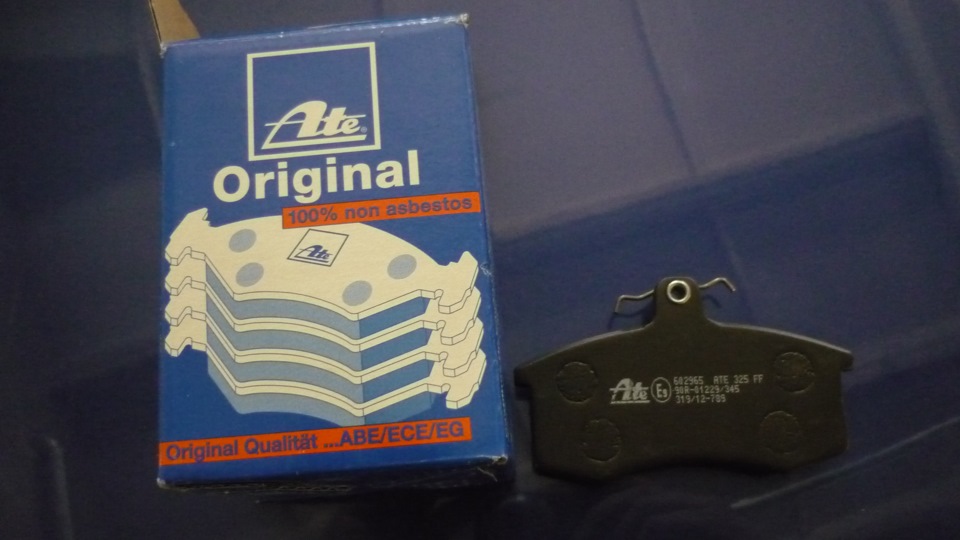 Ate®
Original
100% non asbestos
Ate
Original Qualität ...ABE/ECE/EG
Ate E9
602965 ATE 325 FF
90R-01229/345
319/12-709